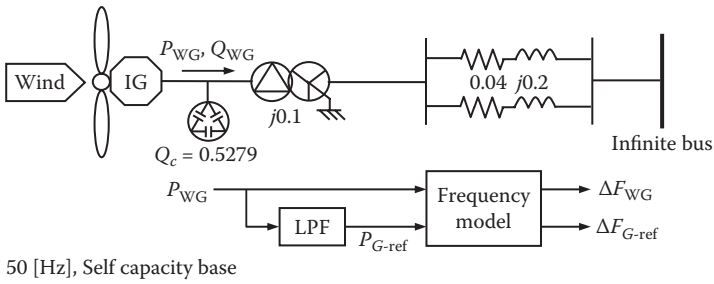 P_WG, Q_WG
Wind
IG
j0.1
0.04 j0.2
Q_c = 0.5279
Infinite bus
P_WG
Frequency
model
ΔF_WG
LPF
P_G-ref
ΔF_G-ref
50 [Hz], Self capacity base